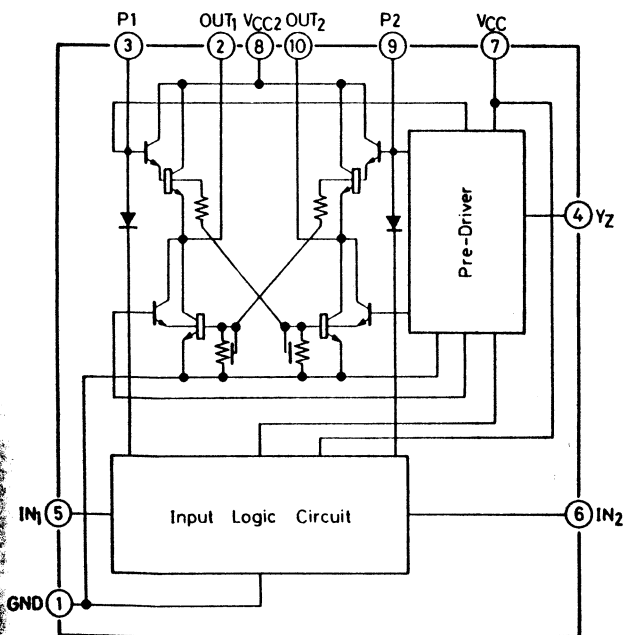 P1 OUT1 VCC2 OUT2 P2 VCC
3 2 8 10 9 7
Pre-Driver
4 YZ
IN1 5
Input Logic Circuit
6 IN2
GND 1